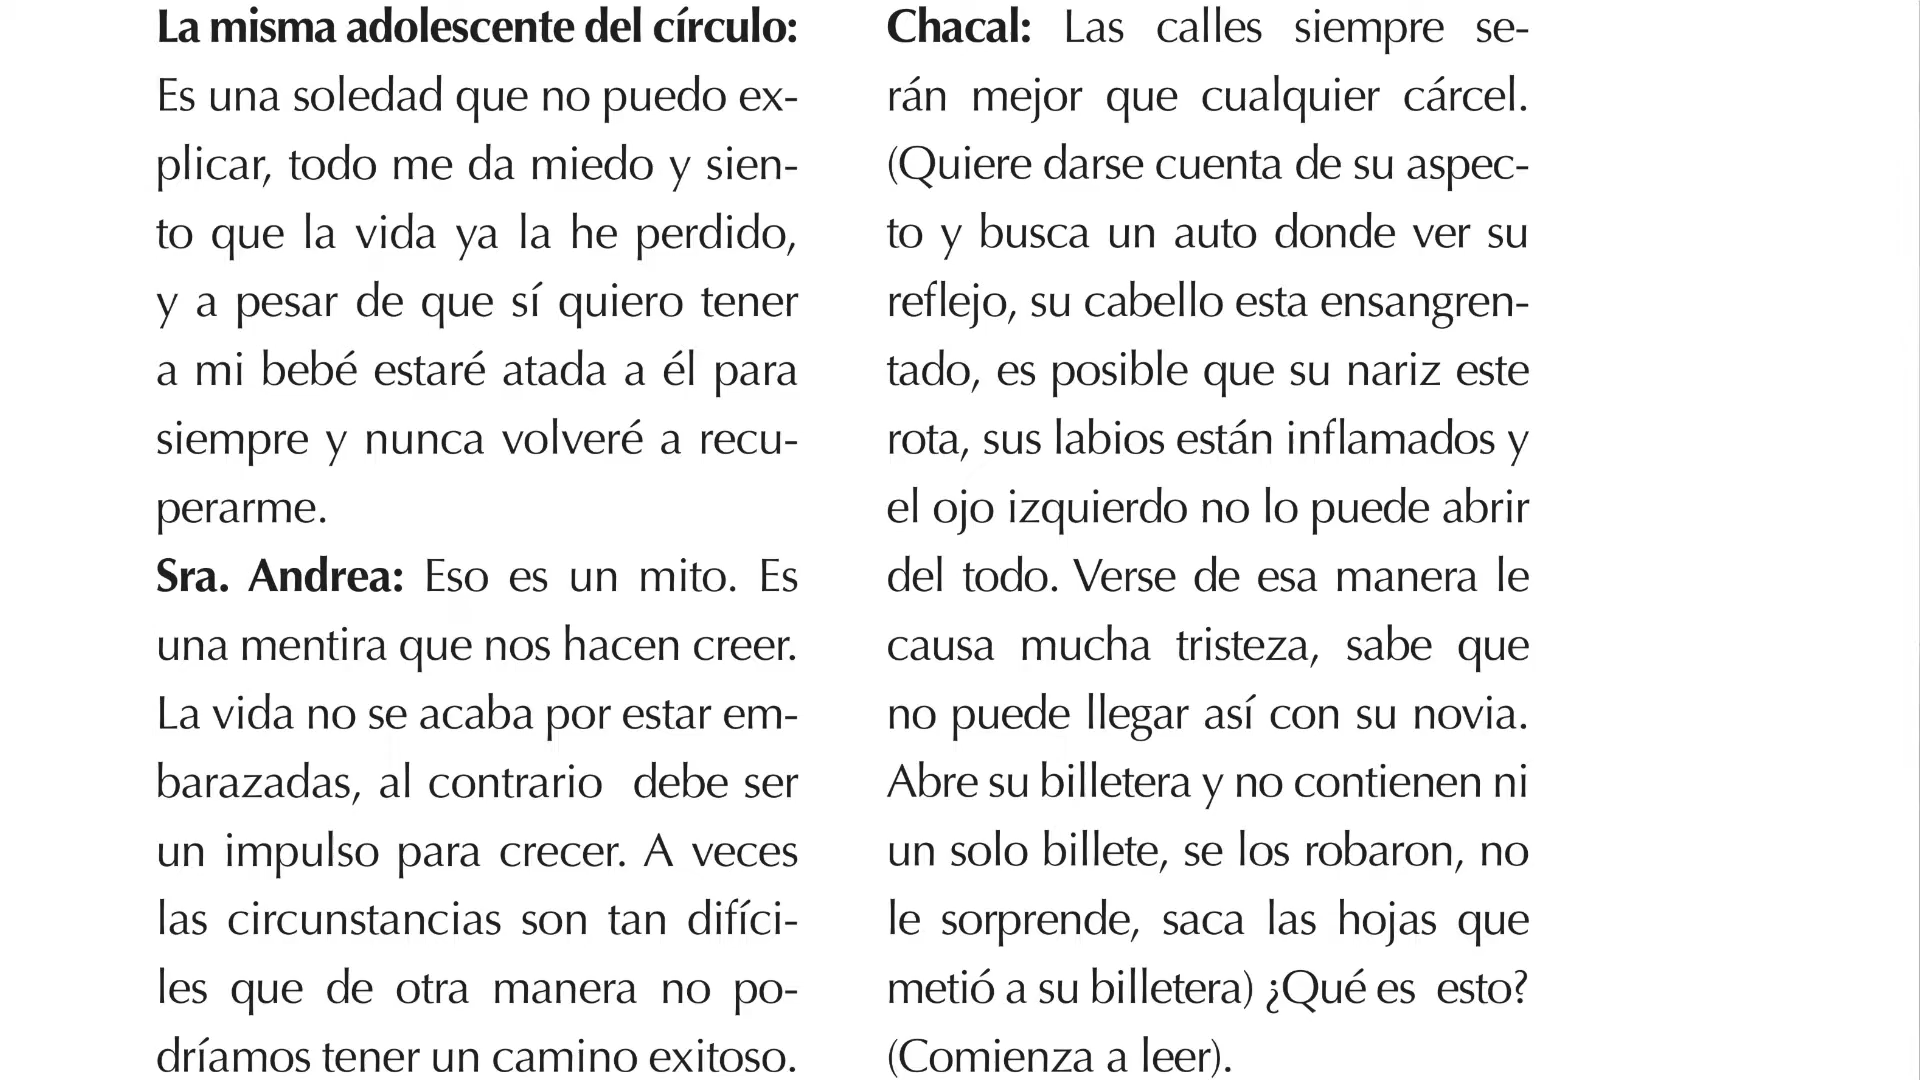 La misma adolescente del círculo:
Es una soledad que no puedo ex-
plicar, todo me da miedo y sien-
to que la vida ya la he perdido,
y a pesar de que sí quiero tener
a mi bebé estaré atada a él para
siempre y nunca volveré a recu-
perarme.
Sra. Andrea: Eso es un mito. Es
una mentira que nos hacen creer.
La vida no se acaba por estar em-
barazadas, al contrario debe ser
un impulso para crecer. A veces
las circunstancias son tan difíci-
les que de otra manera no po-
dríamos tener un camino exitoso.
Chacal: Las calles siempre se-
rán mejor que cualquier cárcel.
(Quiere darse cuenta de su aspec-
to y busca un auto donde ver su
reflejo, su cabello esta ensangren-
tado, es posible que su nariz este
rota, sus labios están inflamados y
el ojo izquierdo no lo puede abrir
del todo. Verse de esa manera le
causa mucha tristeza, sabe que
no puede llegar así con su novia.
Abre su billetera y no contienen ni
un solo billete, se los robaron, no
le sorprende, saca las hojas que
metió a su billetera) ¿Qué es esto?
(Comienza a leer).